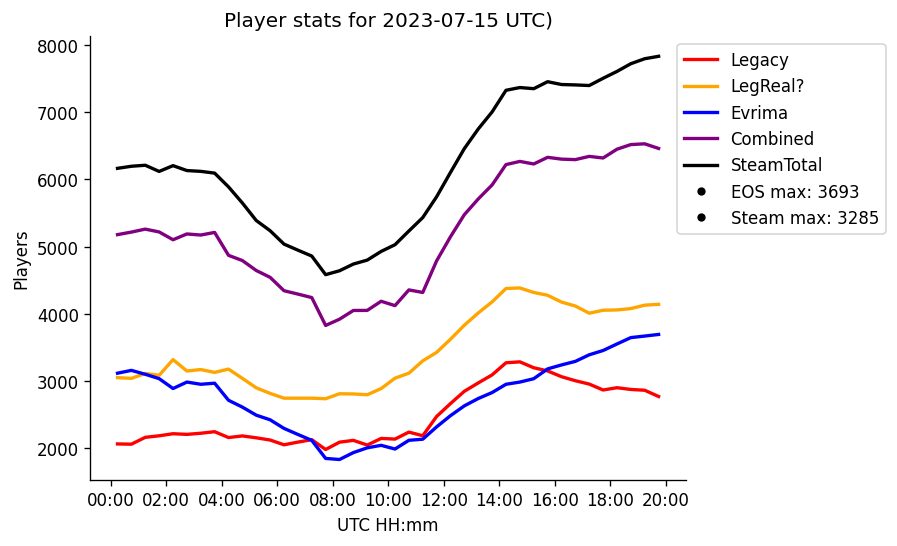 Player stats for 2023-07-15 UTC)
8000
7000
6000
5000
4000
3000
2000
Players
00:00 02:00 04:00 06:00 08:00 10:00 12:00 14:00 16:00 18:00 20:00
UTC HH:mm
Legacy
LegReal?
Evrima
Combined
SteamTotal
EOS max: 3693
Steam max: 3285